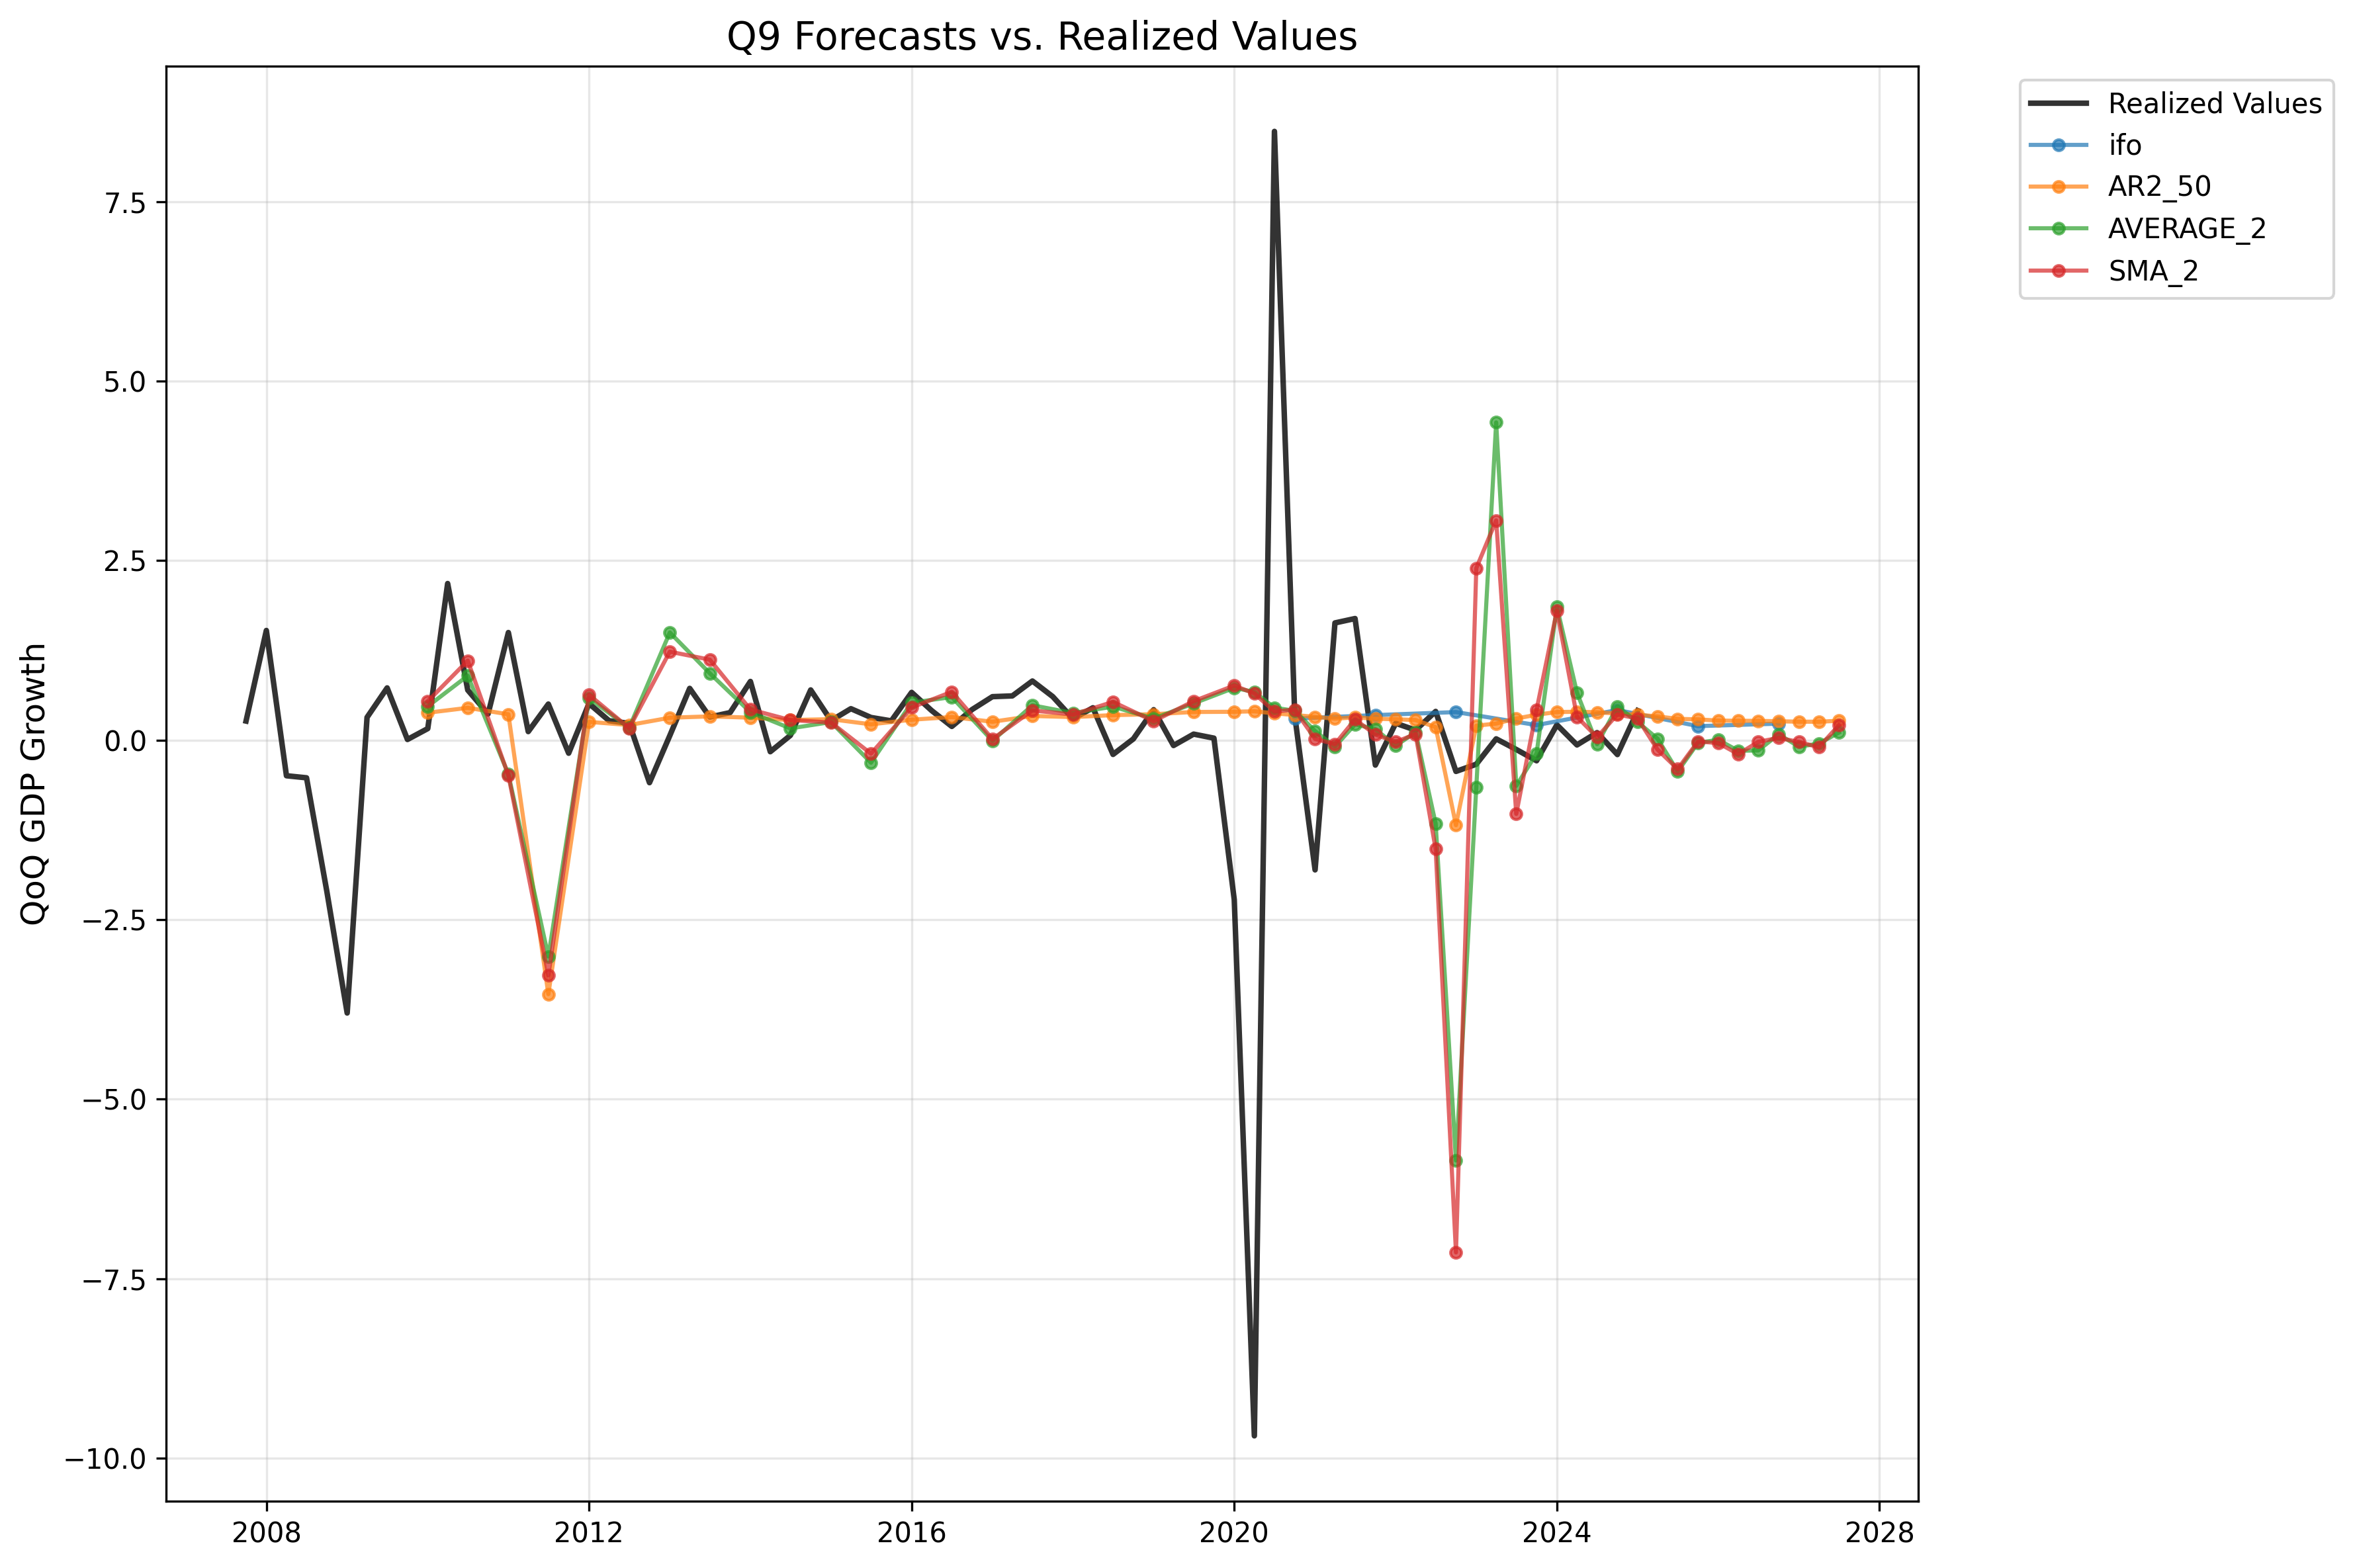 Q9 Forecasts vs. Realized Values
Realized Values
ifo
AR2_50
AVERAGE_2
SMA_2
QoQ GDP Growth
7.5
5.0
2.5
0.0
−2.5
−5.0
−7.5
−10.0
2008 2012 2016 2020 2024 2028